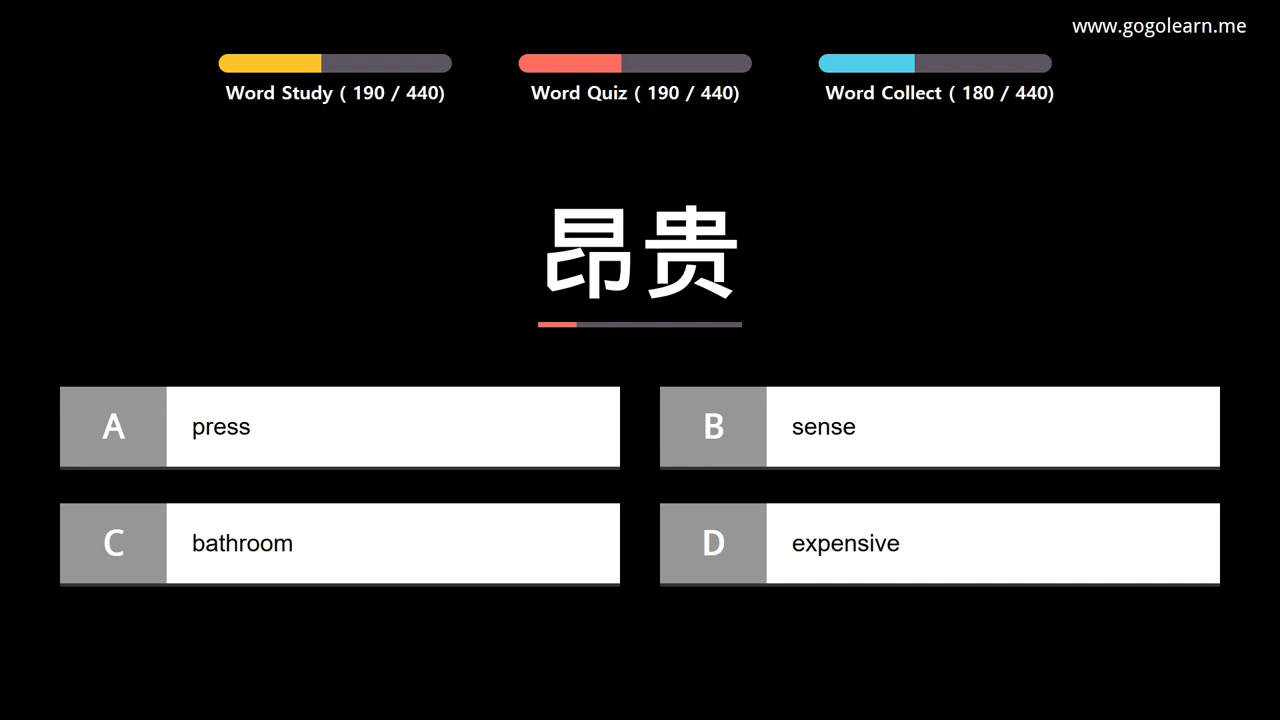 www.gogolearn.me
Word Study ( 190 / 440)
Word Quiz ( 190 / 440)
Word Collect ( 180 / 440)
昂贵
A press
B sense
C bathroom
D expensive